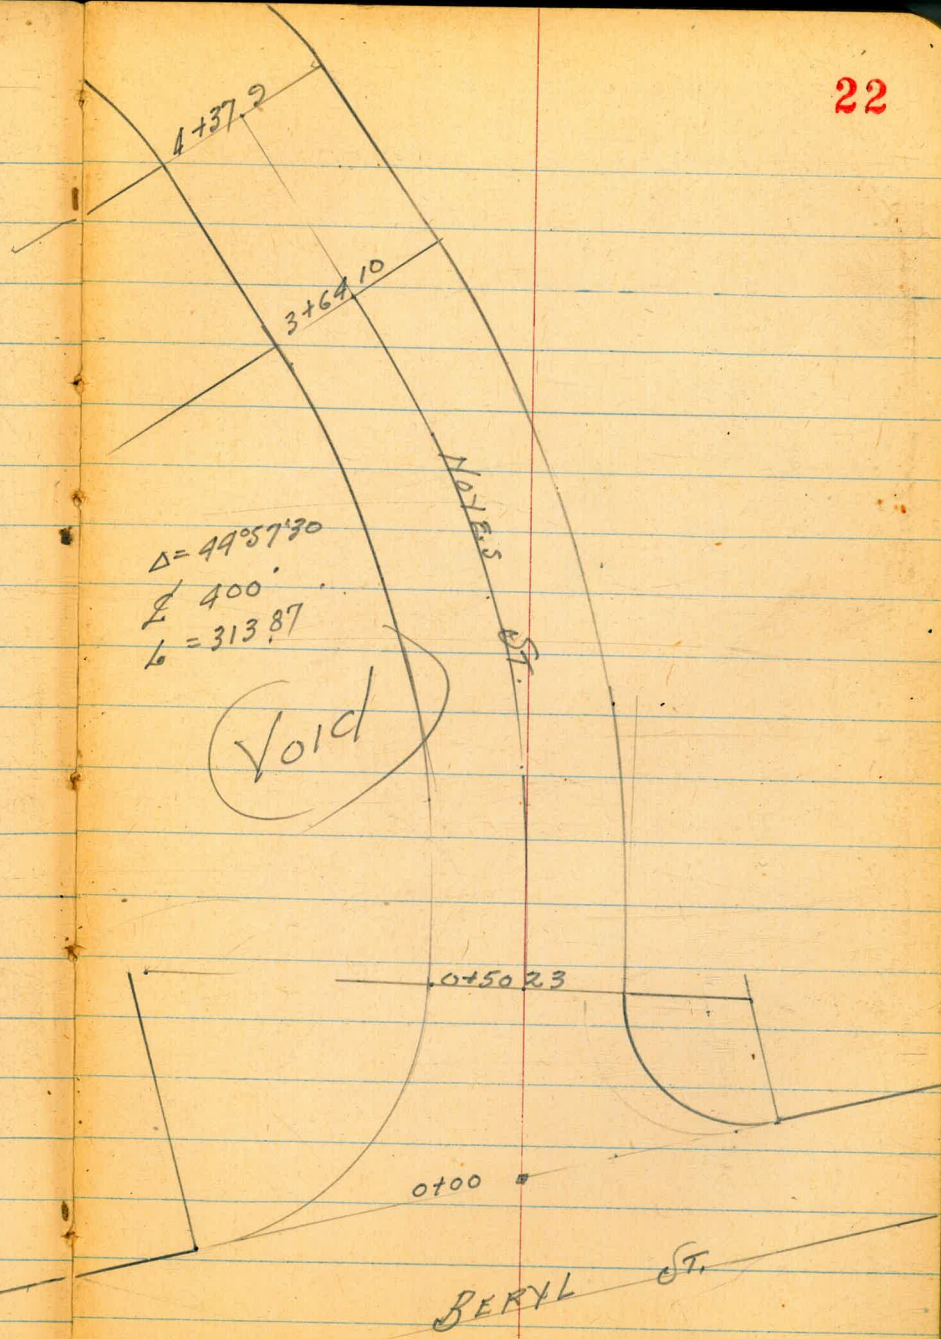 22
4+37.9
3+64.10
NOYES ST.
Δ= 44°57'30
℄ 400'
L = 313.87
Void
0+50.23
0+00
BERYL ST.